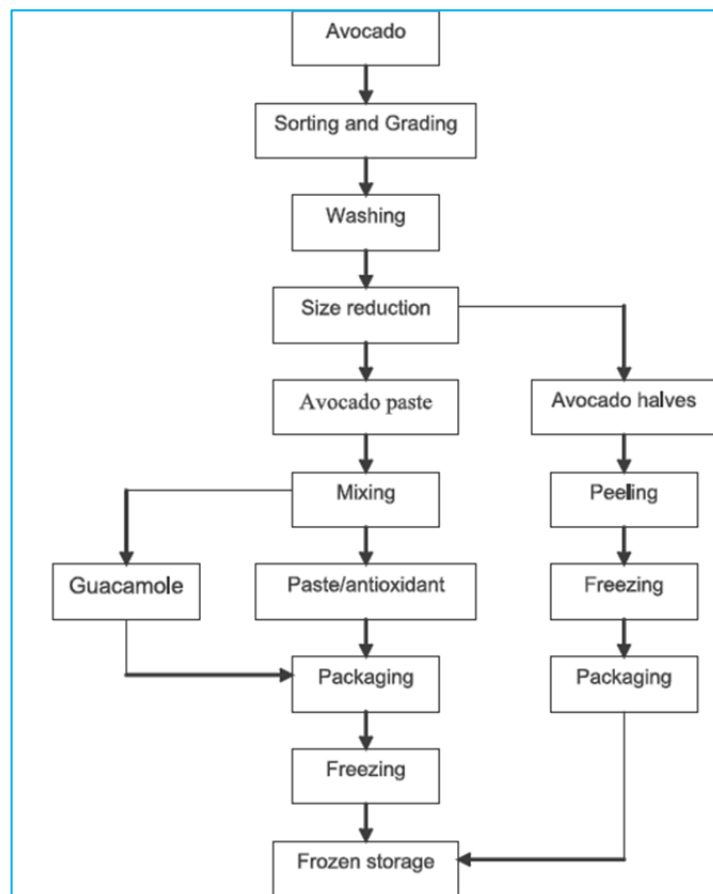 Avocado
Sorting and Grading
Washing
Size reduction
Avocado paste
Avocado halves
Mixing
Peeling
Guacamole
Paste/antioxidant
Freezing
Packaging
Packaging
Freezing
Frozen storage